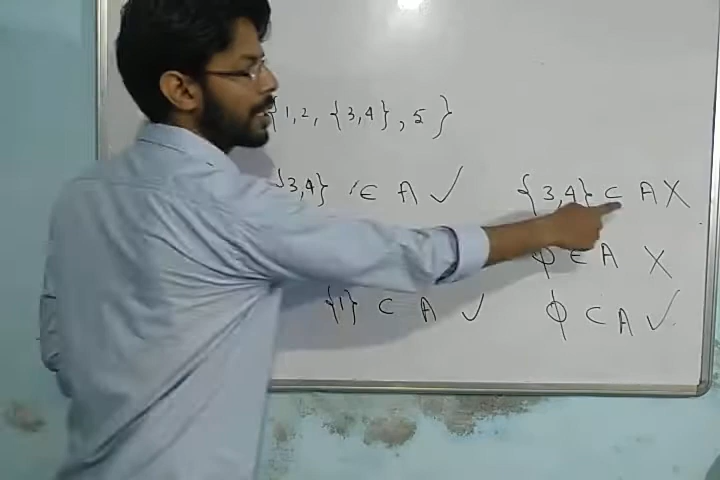 {1,2, {3,4}, 5}
{3,4} ∈ A ✓ {3,4} ⊂ A X
ϕ ∈ A X
{1} ⊂ A ✓ ϕ ⊂ A ✓